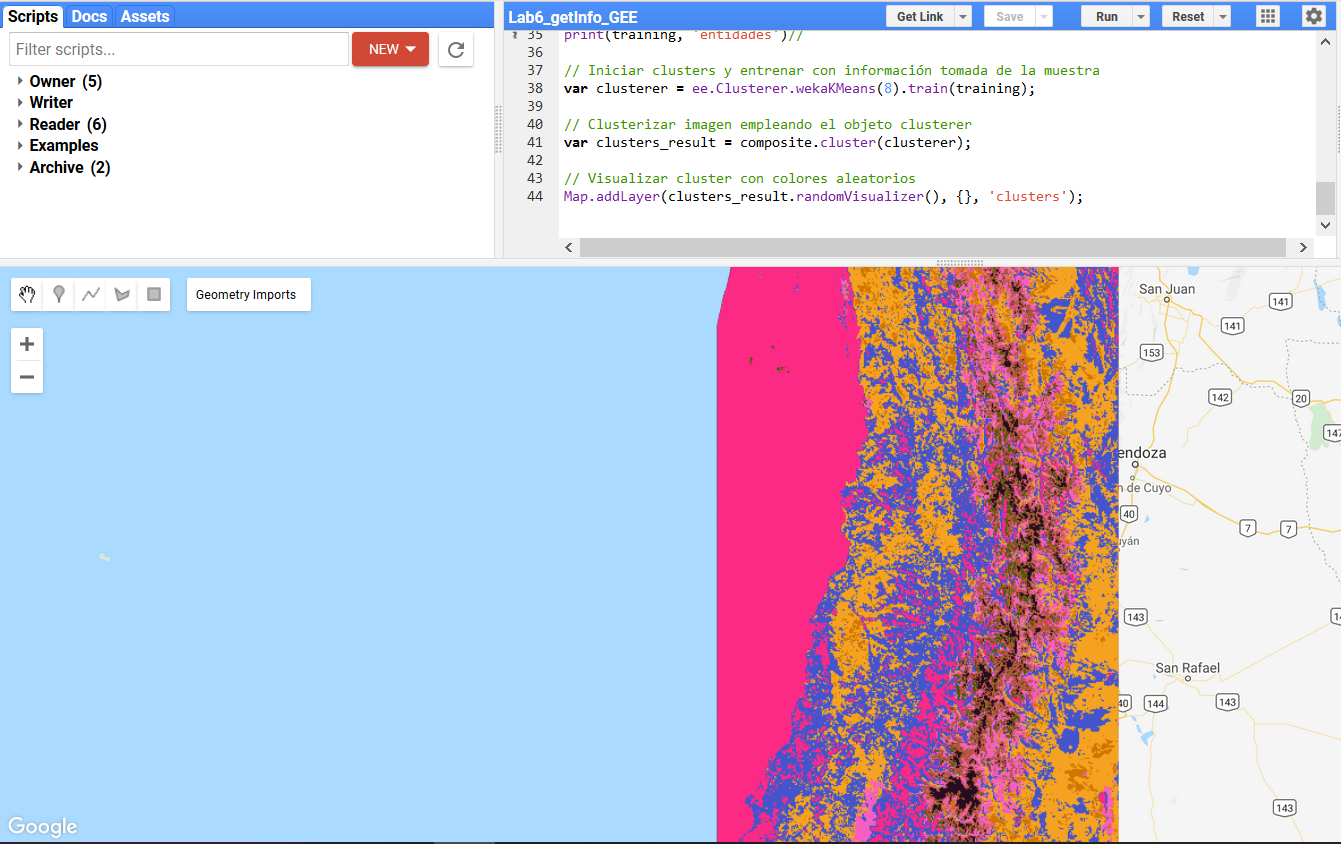 Scripts Docs Assets
Filter scripts...
NEW
Owner (5)
Writer
Reader (6)
Examples
Archive (2)
Lab6_getInfo_GEE
Get Link
Save
Run
Reset
i 35 print(training, 'entidades')//
36
37 // Iniciar clusters y entrenar con información tomada de la muestra
38 var clusterer = ee.Clusterer.wekaKMeans(8).train(training);
39
40 // Clusterizar imagen empleando el objeto clusterer
41 var clusters_result = composite.cluster(clusterer);
42
43 // Visualizar cluster con colores aleatorios
44 Map.addLayer(clusters_result.randomVisualizer(), {}, 'clusters');
Geometry Imports
+
−
San Juan
141
141
153
142
20
147
endoza
n de Cuyo
40
7
7
uyán
143
San Rafael
40
144
143
143
Google